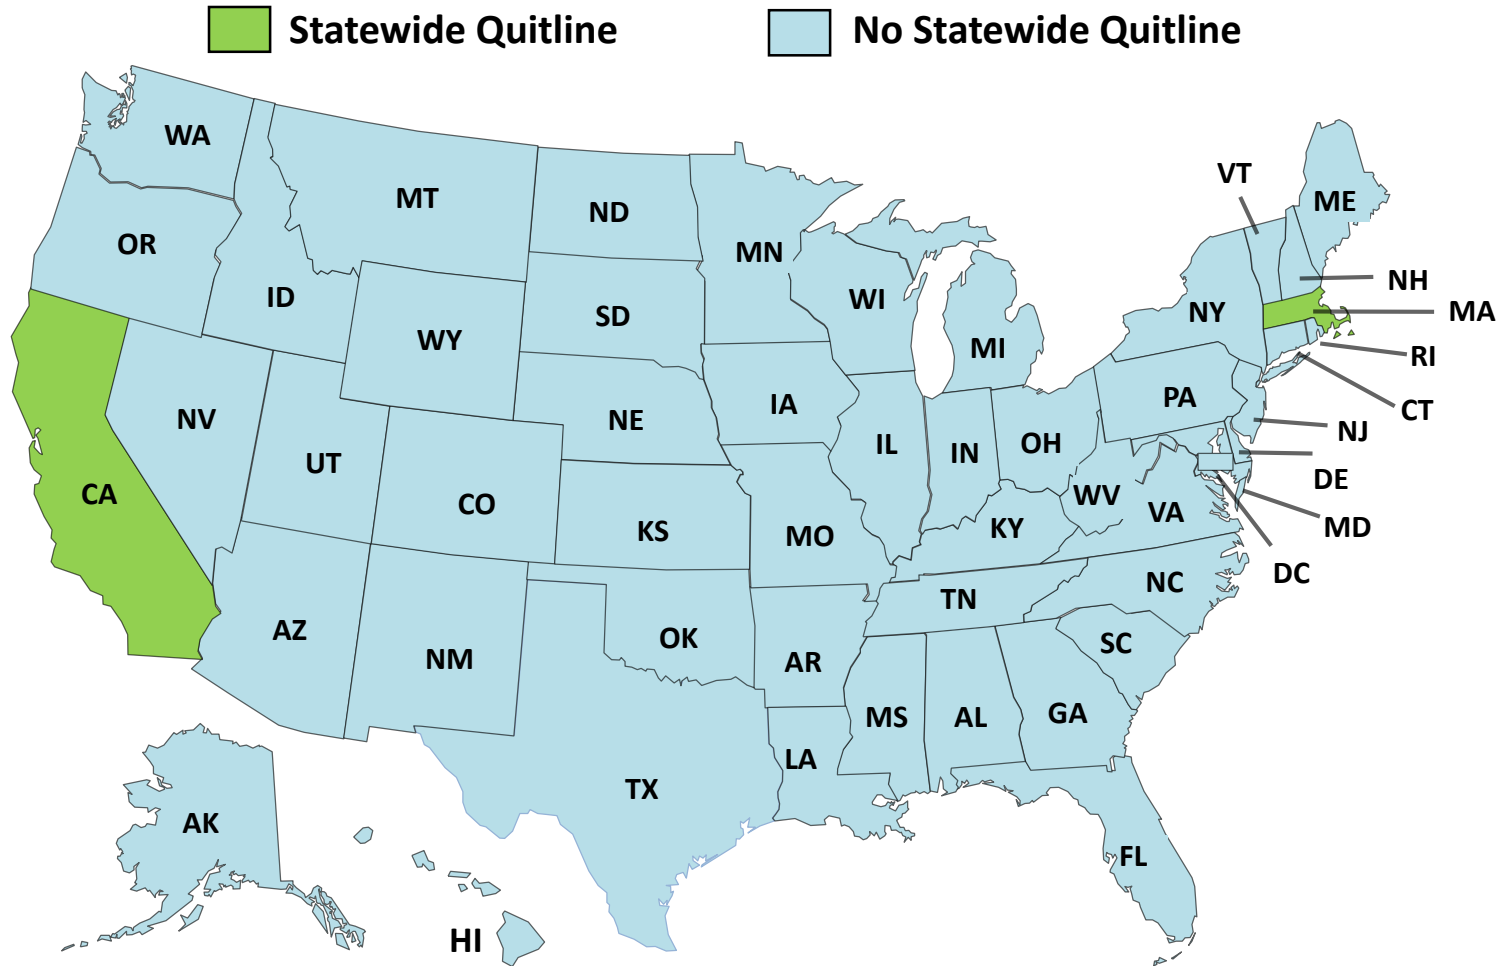 Statewide Quitline
No Statewide Quitline
WA
MT
ND
MN
VT
ME
OR
ID
SD
WI
NH
WY
NY
MA
MI
RI
NV
NE
IA
PA
CT
UT
IL
IN
OH
NJ
CA
CO
KS
MO
WV
VA
DE
KY
MD
DC
NC
TN
AZ
NM
OK
AR
SC
MS
AL
GA
LA
TX
AK
FL
HI